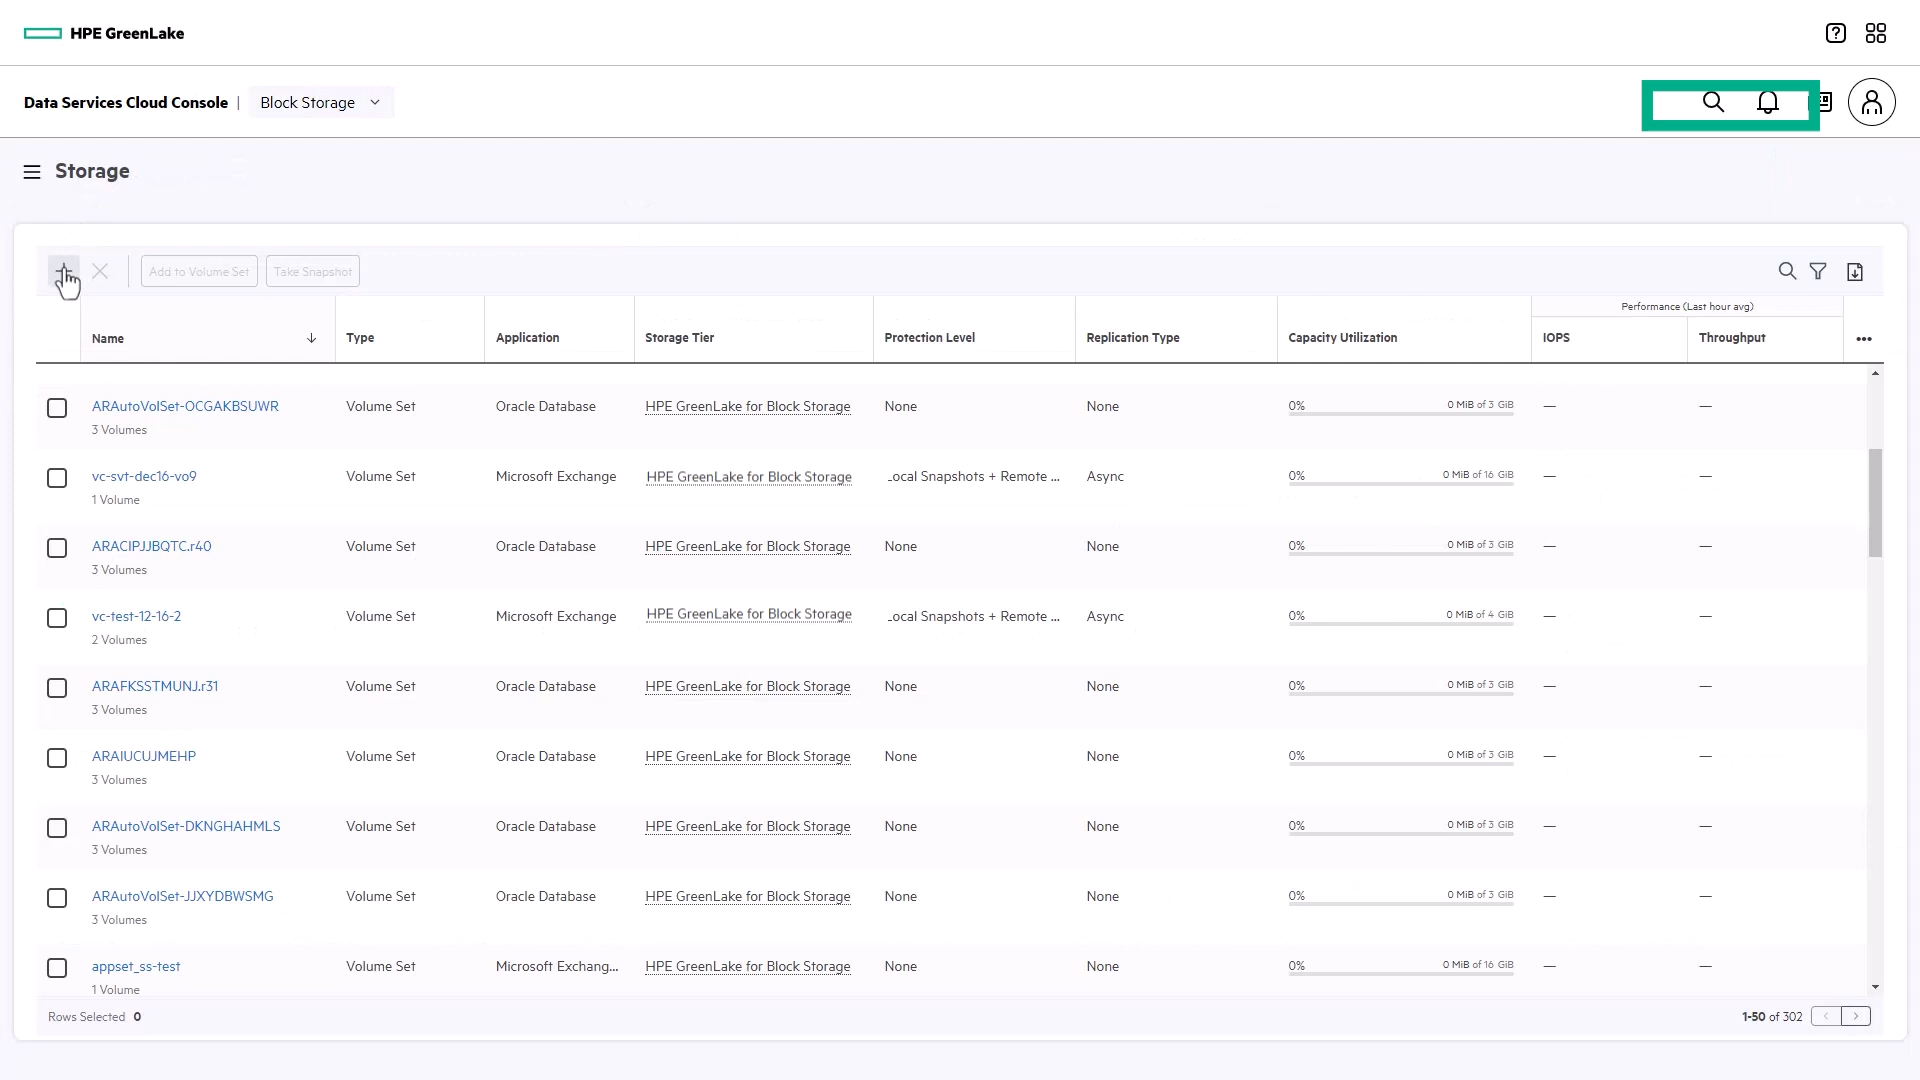 HPE GreenLake
Data Services Cloud Console | Block Storage
Storage
Add to Volume Set Take Snapshot
Performance (Last hour avg)
Name Type Application Storage Tier Protection Level Replication Type Capacity Utilization IOPS Throughput
ARAutoVolSet-OCGAKBSUWR Volume Set Oracle Database HPE GreenLake for Block Storage None None 0% 0 MiB of 3 GiB — —
3 Volumes
vc-svt-dec16-vo9 Volume Set Microsoft Exchange HPE GreenLake for Block Storage Local Snapshots + Remote ... Async 0% 0 MiB of 16 GiB — —
1 Volume
ARACIPJJBQTC.r40 Volume Set Oracle Database HPE GreenLake for Block Storage None None 0% 0 MiB of 3 GiB — —
3 Volumes
vc-test-12-16-2 Volume Set Microsoft Exchange HPE GreenLake for Block Storage Local Snapshots + Remote ... Async 0% 0 MiB of 4 GiB — —
2 Volumes
ARAFKSSTMUNJ.r31 Volume Set Oracle Database HPE GreenLake for Block Storage None None 0% 0 MiB of 3 GiB — —
3 Volumes
ARAIUCUJMEHP Volume Set Oracle Database HPE GreenLake for Block Storage None None 0% 0 MiB of 3 GiB — —
3 Volumes
ARAutoVolSet-DKNGHAHMLS Volume Set Oracle Database HPE GreenLake for Block Storage None None 0% 0 MiB of 3 GiB — —
3 Volumes
ARAutoVolSet-JJXYDBWSMG Volume Set Oracle Database HPE GreenLake for Block Storage None None 0% 0 MiB of 3 GiB — —
3 Volumes
appset_ss-test Volume Set Microsoft Exchang... HPE GreenLake for Block Storage None None 0% 0 MiB of 16 GiB — —
1 Volume
Rows Selected 0 1-50 of 302